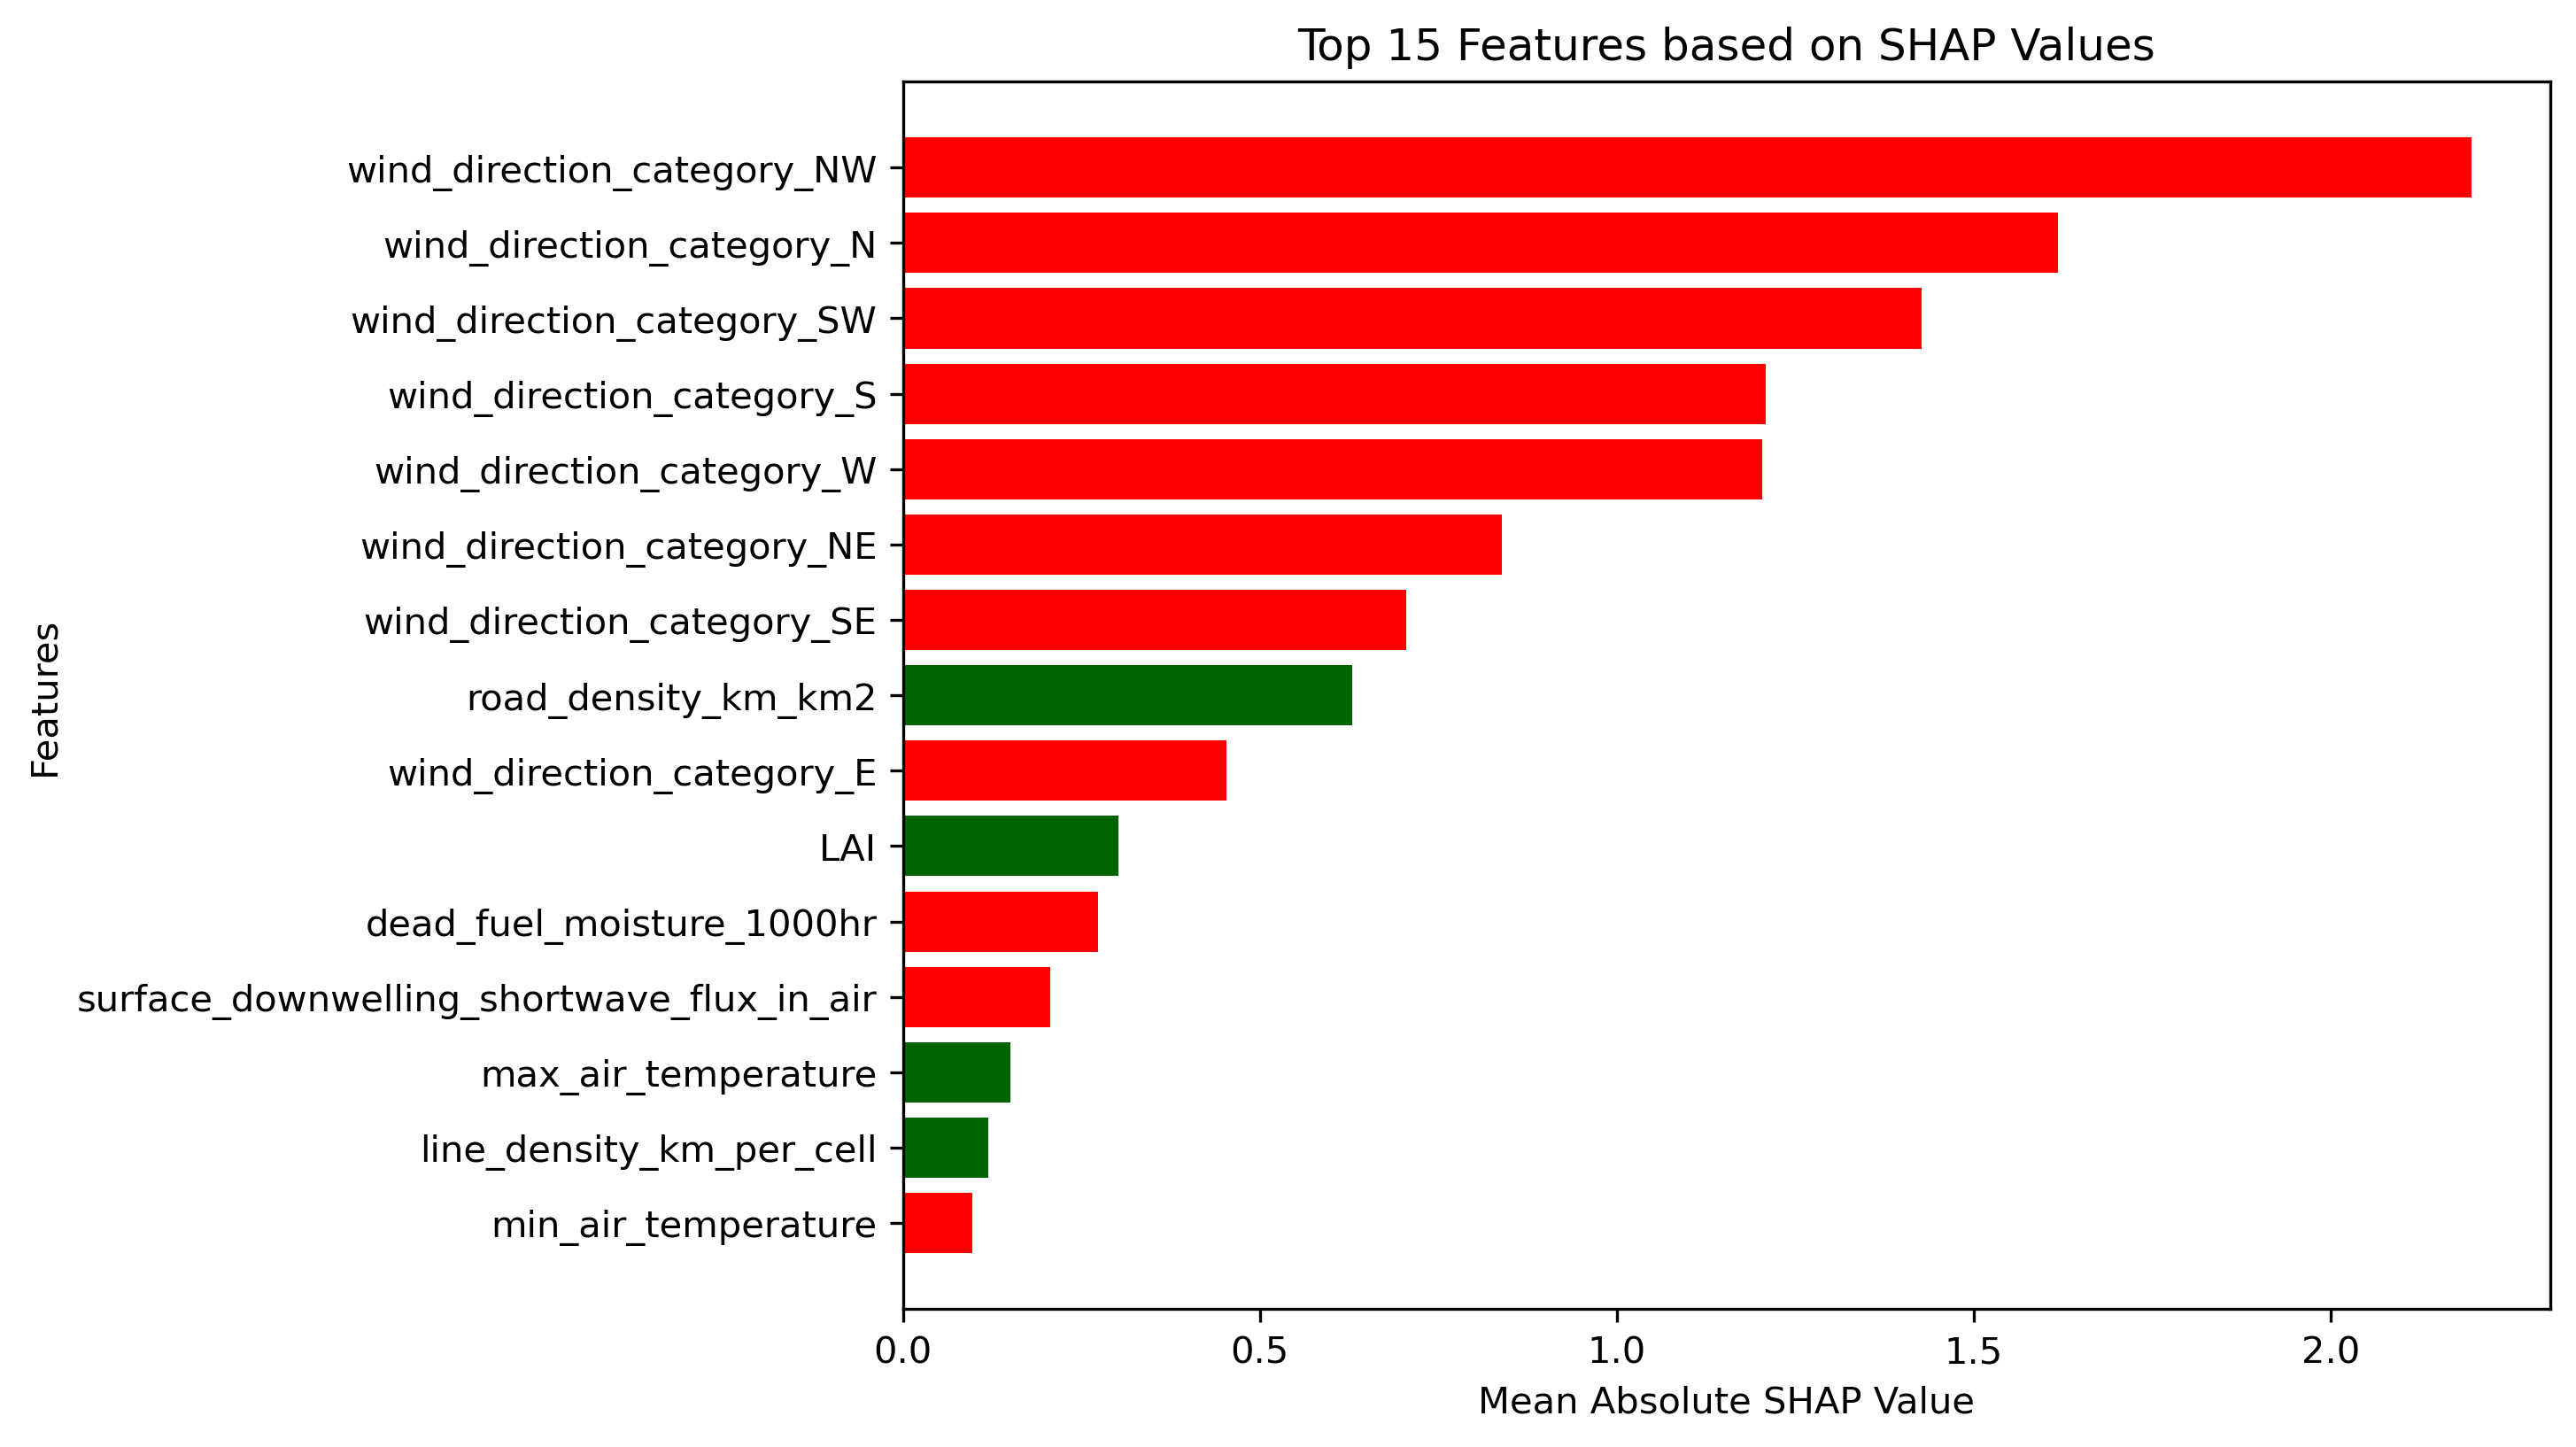 Top 15 Features based on SHAP Values
Features
wind_direction_category_NW
wind_direction_category_N
wind_direction_category_SW
wind_direction_category_S
wind_direction_category_W
wind_direction_category_NE
wind_direction_category_SE
road_density_km_km2
wind_direction_category_E
LAI
dead_fuel_moisture_1000hr
surface_downwelling_shortwave_flux_in_air
max_air_temperature
line_density_km_per_cell
min_air_temperature
0.0 0.5 1.0 1.5 2.0
Mean Absolute SHAP Value